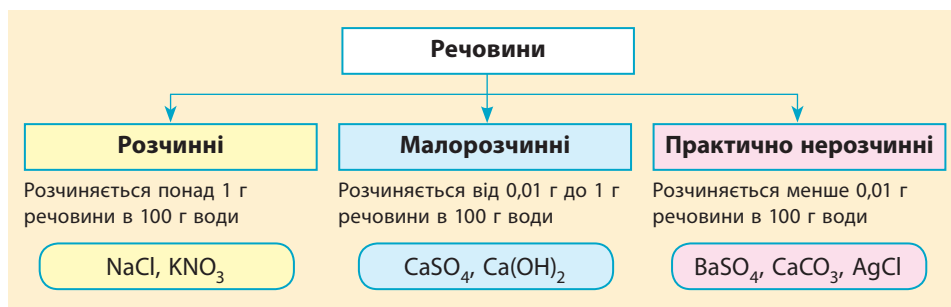 Речовини
Розчинні
Розчиняється понад 1 г
речовини в 100 г води
NaCl, KNO₃
Малорозчинні
Розчиняється від 0,01 г до 1 г
речовини в 100 г води
CaSO₄, Ca(OH)₂
Практично нерозчинні
Розчиняється менше 0,01 г
речовини в 100 г води
BaSO₄, CaCO₃, AgCl